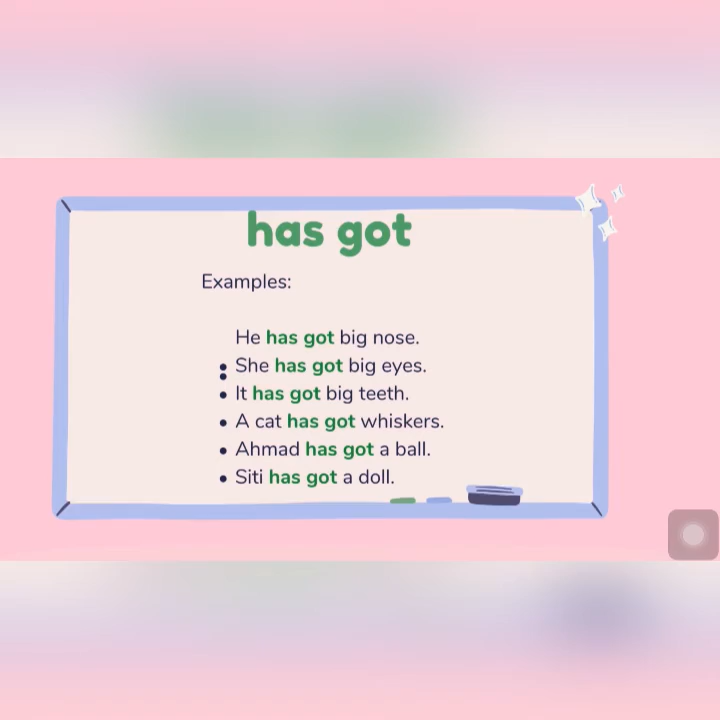 has got
Examples:
He has got big nose.
• She has got big eyes.
• It has got big teeth.
• A cat has got whiskers.
• Ahmad has got a ball.
• Siti has got a doll.